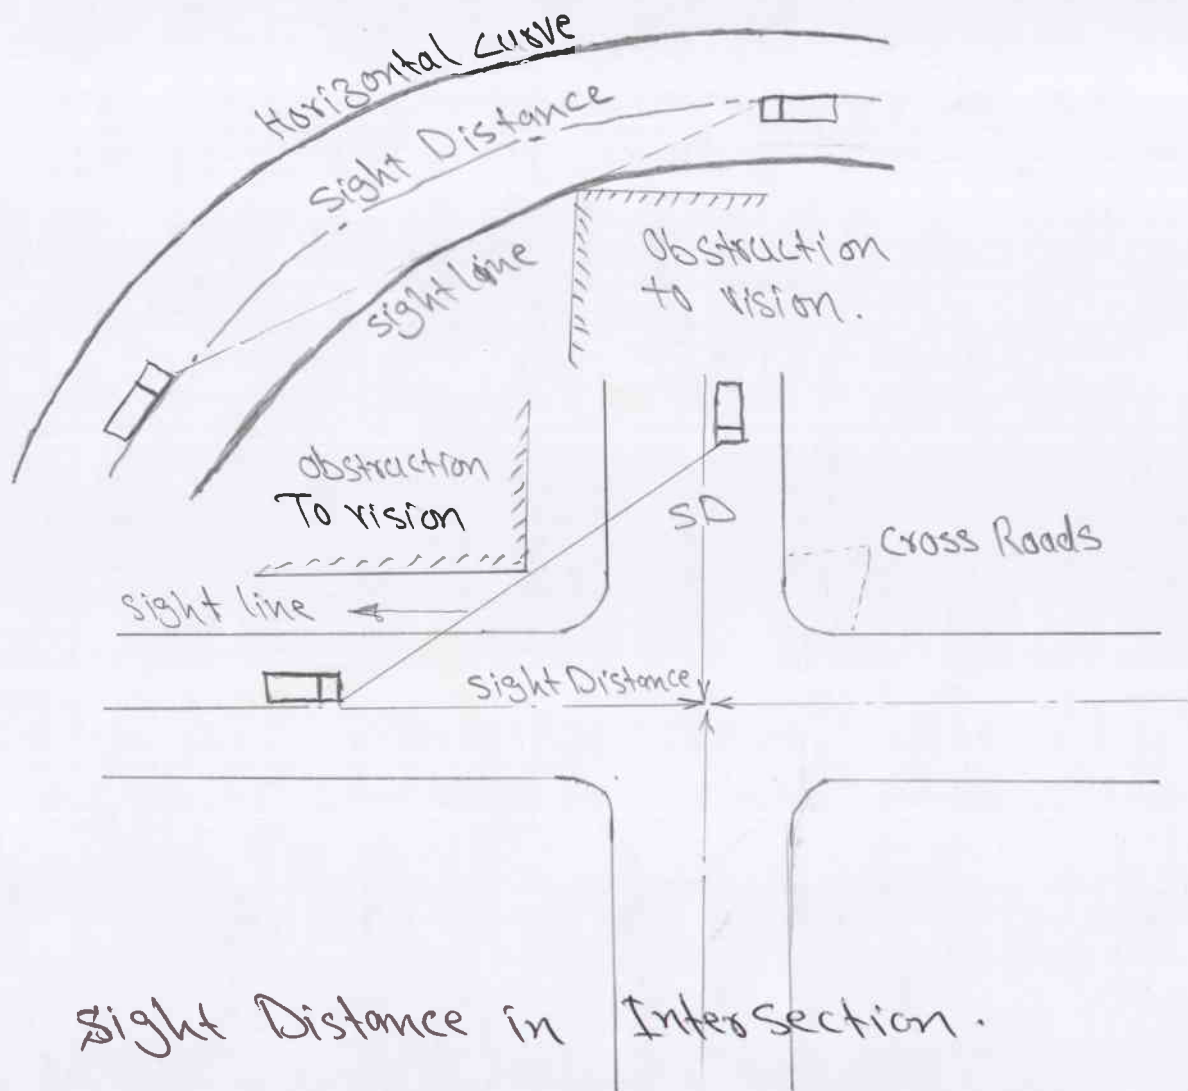 Horizontal Curve
Sight Distance
sight line
obstruction
to vision.
obstruction
To vision
SD
Cross Roads
sight line
sight Distance
Sight Distance in Intersection.